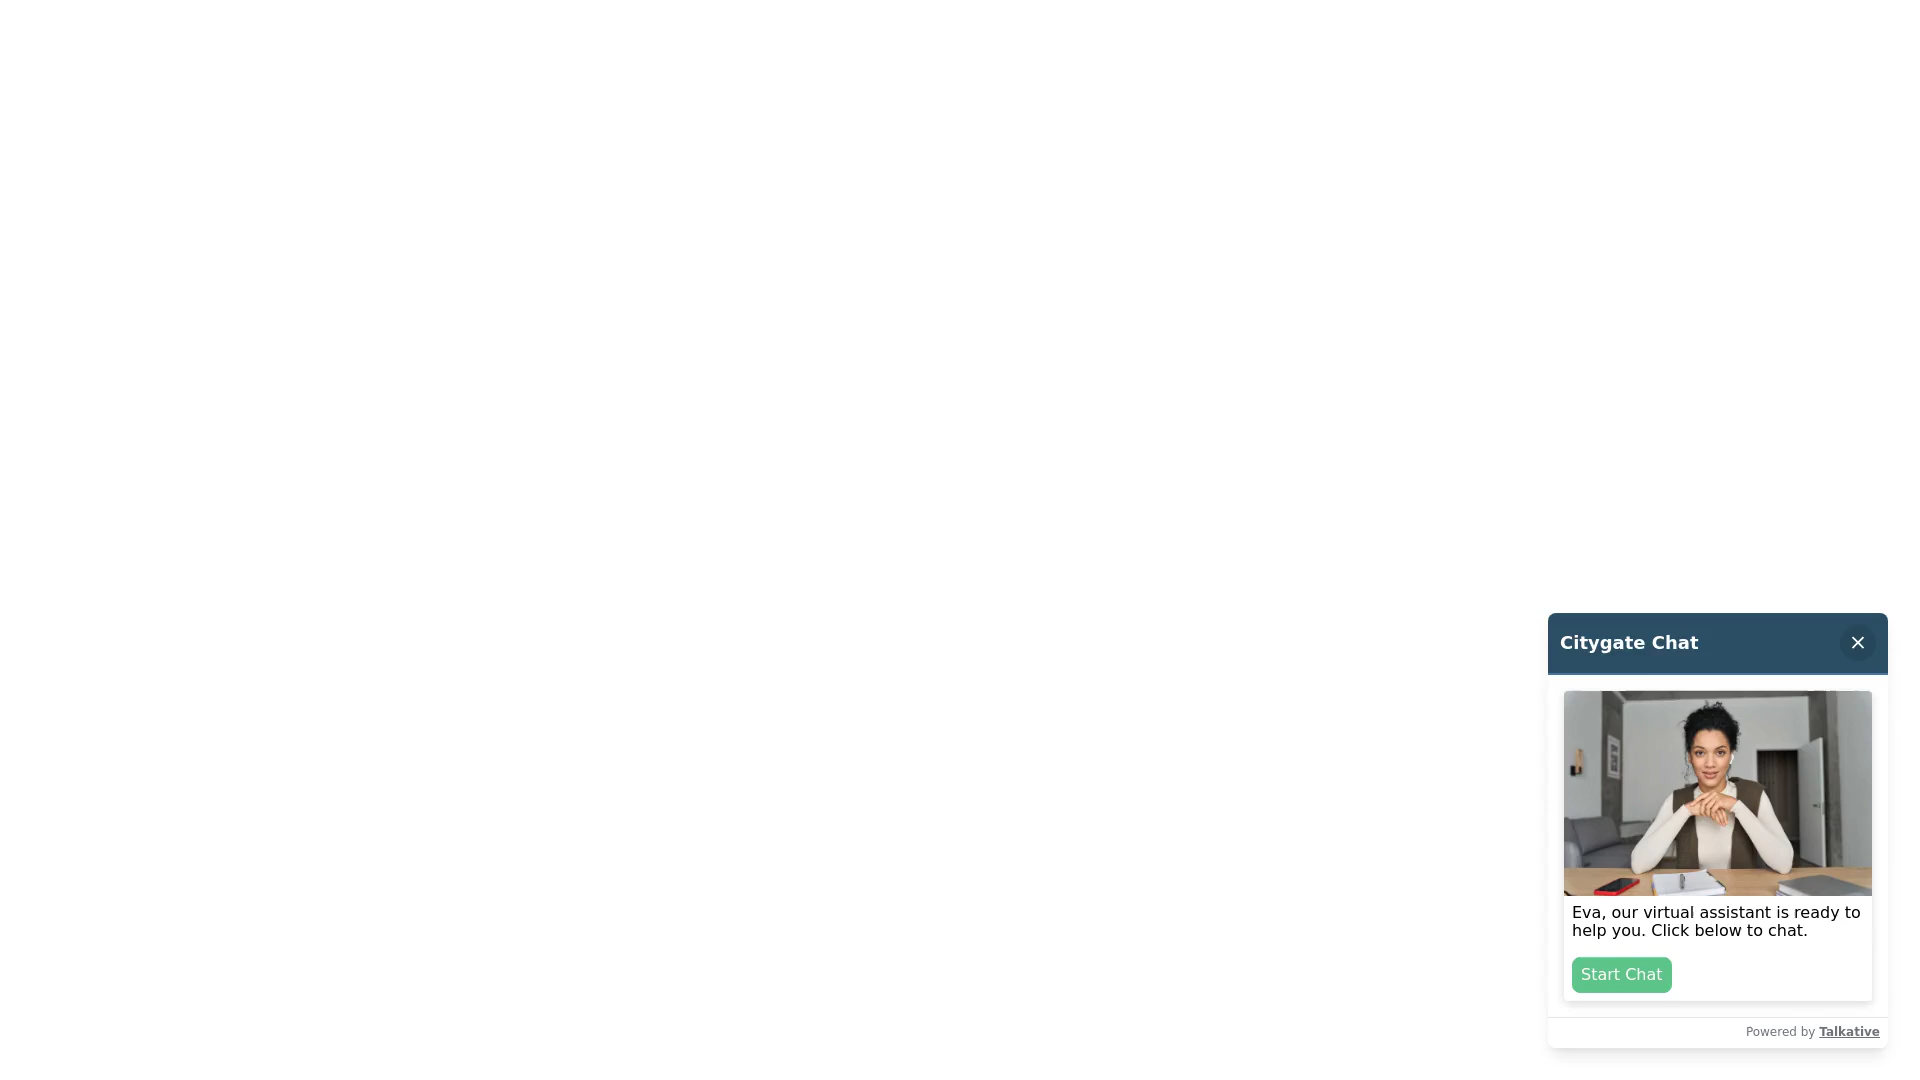 Citygate Chat
Eva, our virtual assistant is ready to
help you. Click below to chat.
Start Chat
Powered by Talkative